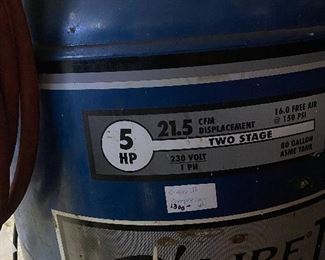 5 HP
21.5 CFM DISPLACEMENT
16.0 FREE AIR @ 150 PSI
TWO STAGE
230 VOLT
1 PH
80 GALLON
ASME TANK